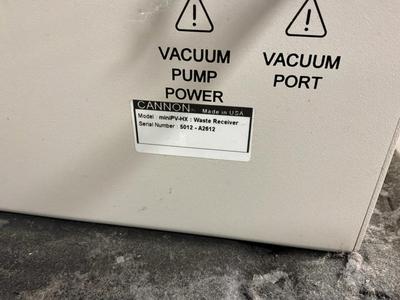 VACUUM
PUMP
POWER
VACUUM
PORT
CANNON Made in USA
Model : miniPV-HX : Waste Receiver
Serial Number : 5012 - A2612